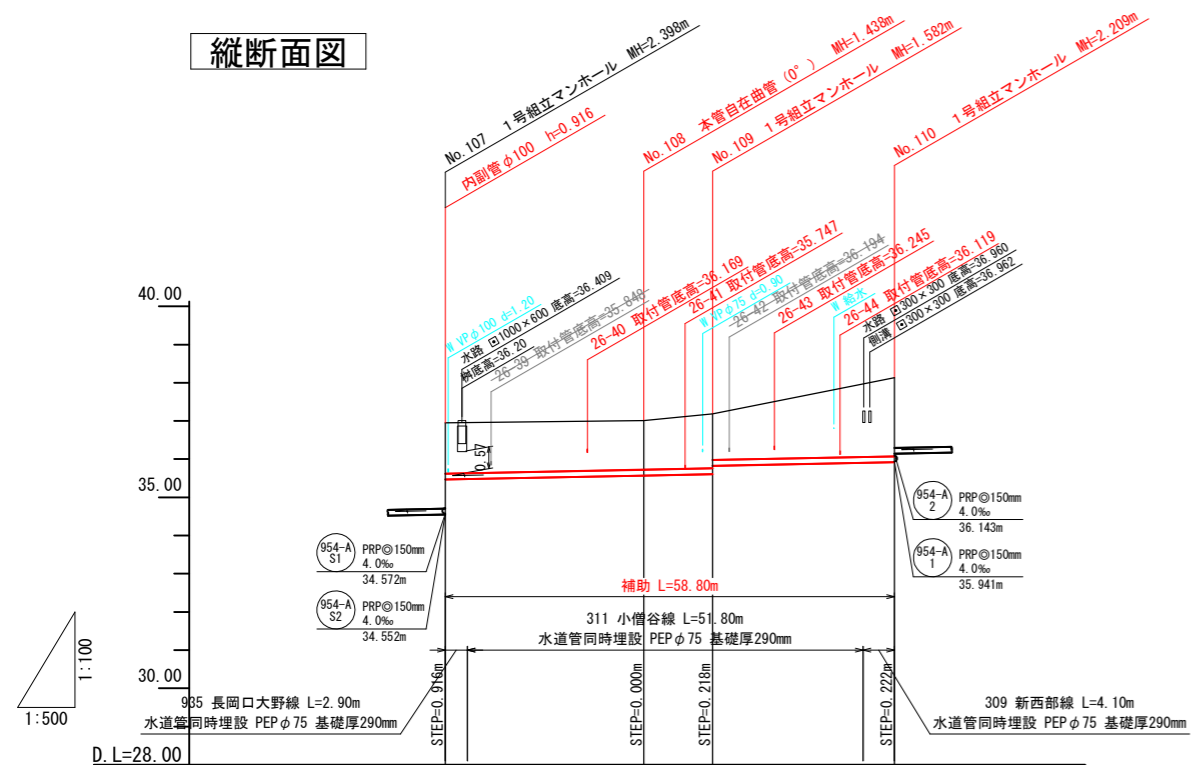 縦断面図
No.107 1号組立マンホール MH=2.398m
内副管φ100 h=0.916
No.108 本管自在曲管(0°) MH=1.438m
No.109 1号組立マンホール MH=1.582m
No.110 1号組立マンホール MH=2.209m
W VPφ100 d=1.20
水路 ⊡1000×600 底高=36.409
桝底高=36.20
26-39 取付管底高=35.848
26-40 取付管底高=36.169
26-41 取付管底高=35.747
W VPφ75 d=0.90
26-42 取付管底高=36.194
26-43 取付管底高=36.245
W 給水
26-44 取付管底高=36.119
水路 ⊡300×300 底高=36.960
側溝 ⊡300×300 底高=36.962
40.00
35.00
30.00
D.L=28.00
0.57
954-A
S1
PRP◎150mm
4.0‰
34.572m
954-A
S2
PRP◎150mm
4.0‰
34.552m
954-A
2
PRP◎150mm
4.0‰
36.143m
954-A
1
PRP◎150mm
4.0‰
35.941m
補助 L=58.80m
311 小僧谷線 L=51.80m
水道管同時埋設 PEPφ75 基礎厚290mm
935 長岡口大野線 L=2.90m
水道管同時埋設 PEPφ75 基礎厚290mm
309 新西部線 L=4.10m
水道管同時埋設 PEPφ75 基礎厚290mm
STEP=0.916m
STEP=0.000m
STEP=0.218m
STEP=0.222m
1:100
1:500